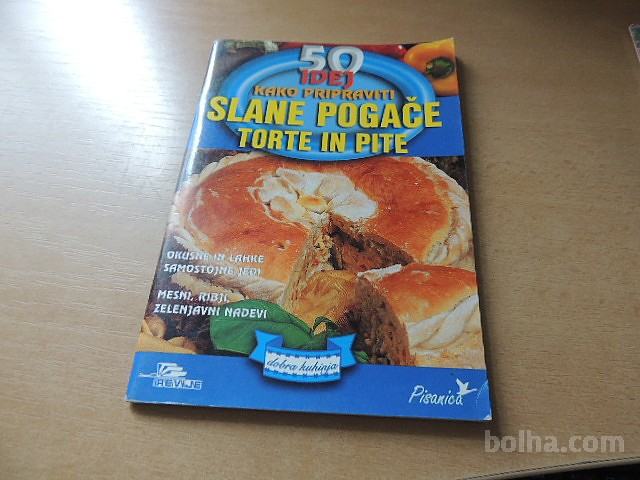 50
IDEJ
KAKO PRIPRAVITI
SLANE POGAČE
TORTE IN PITE
OKUSNE IN LAHKE
SAMOSTOJNE JEDI
MESNI, RIBJI,
ZELENJAVNI NADEVI
dobra kuhinja
REVIJE
Pisanica
bolha.com